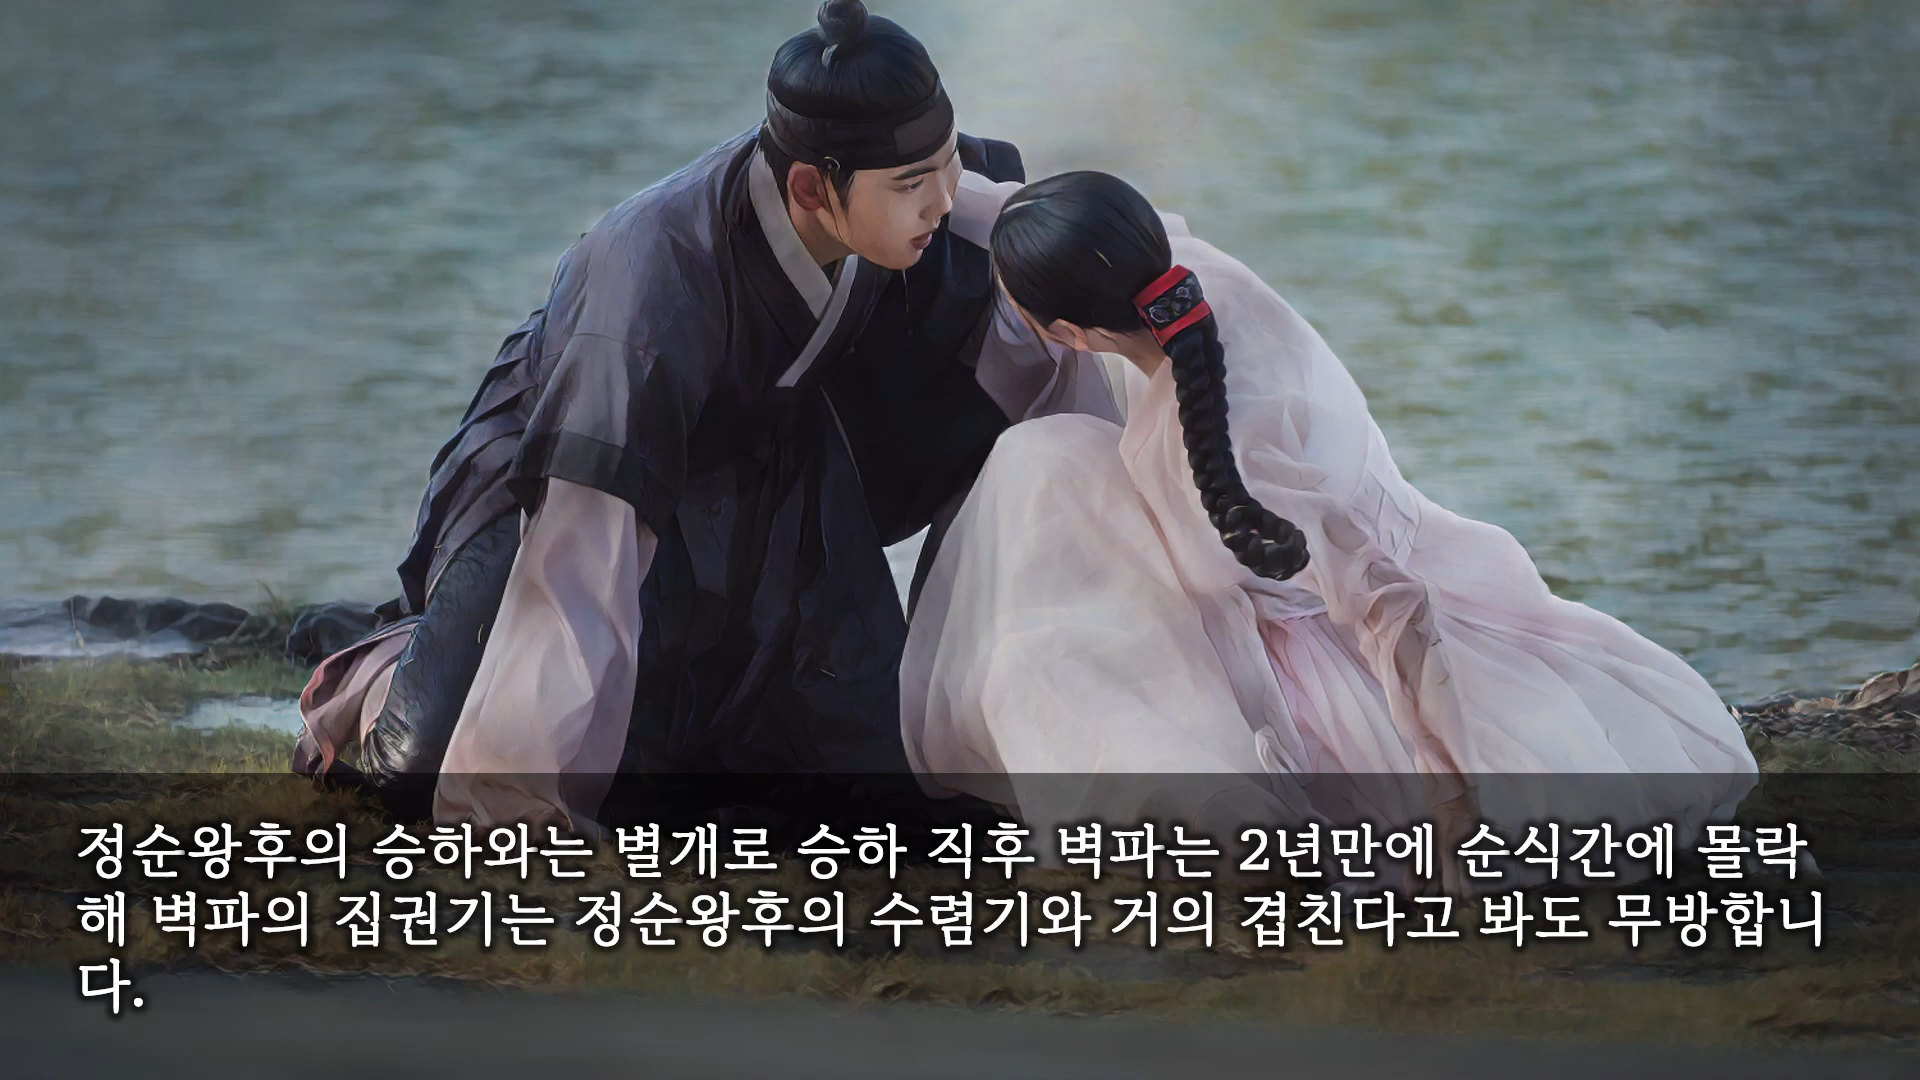 정순왕후의 승하와는 별개로 승하 직후 벽파는 2년만에 순식간에 몰락
해 벽파의 집권기는 정순왕후의 수렴기와 거의 겹친다고 봐도 무방합니
다.